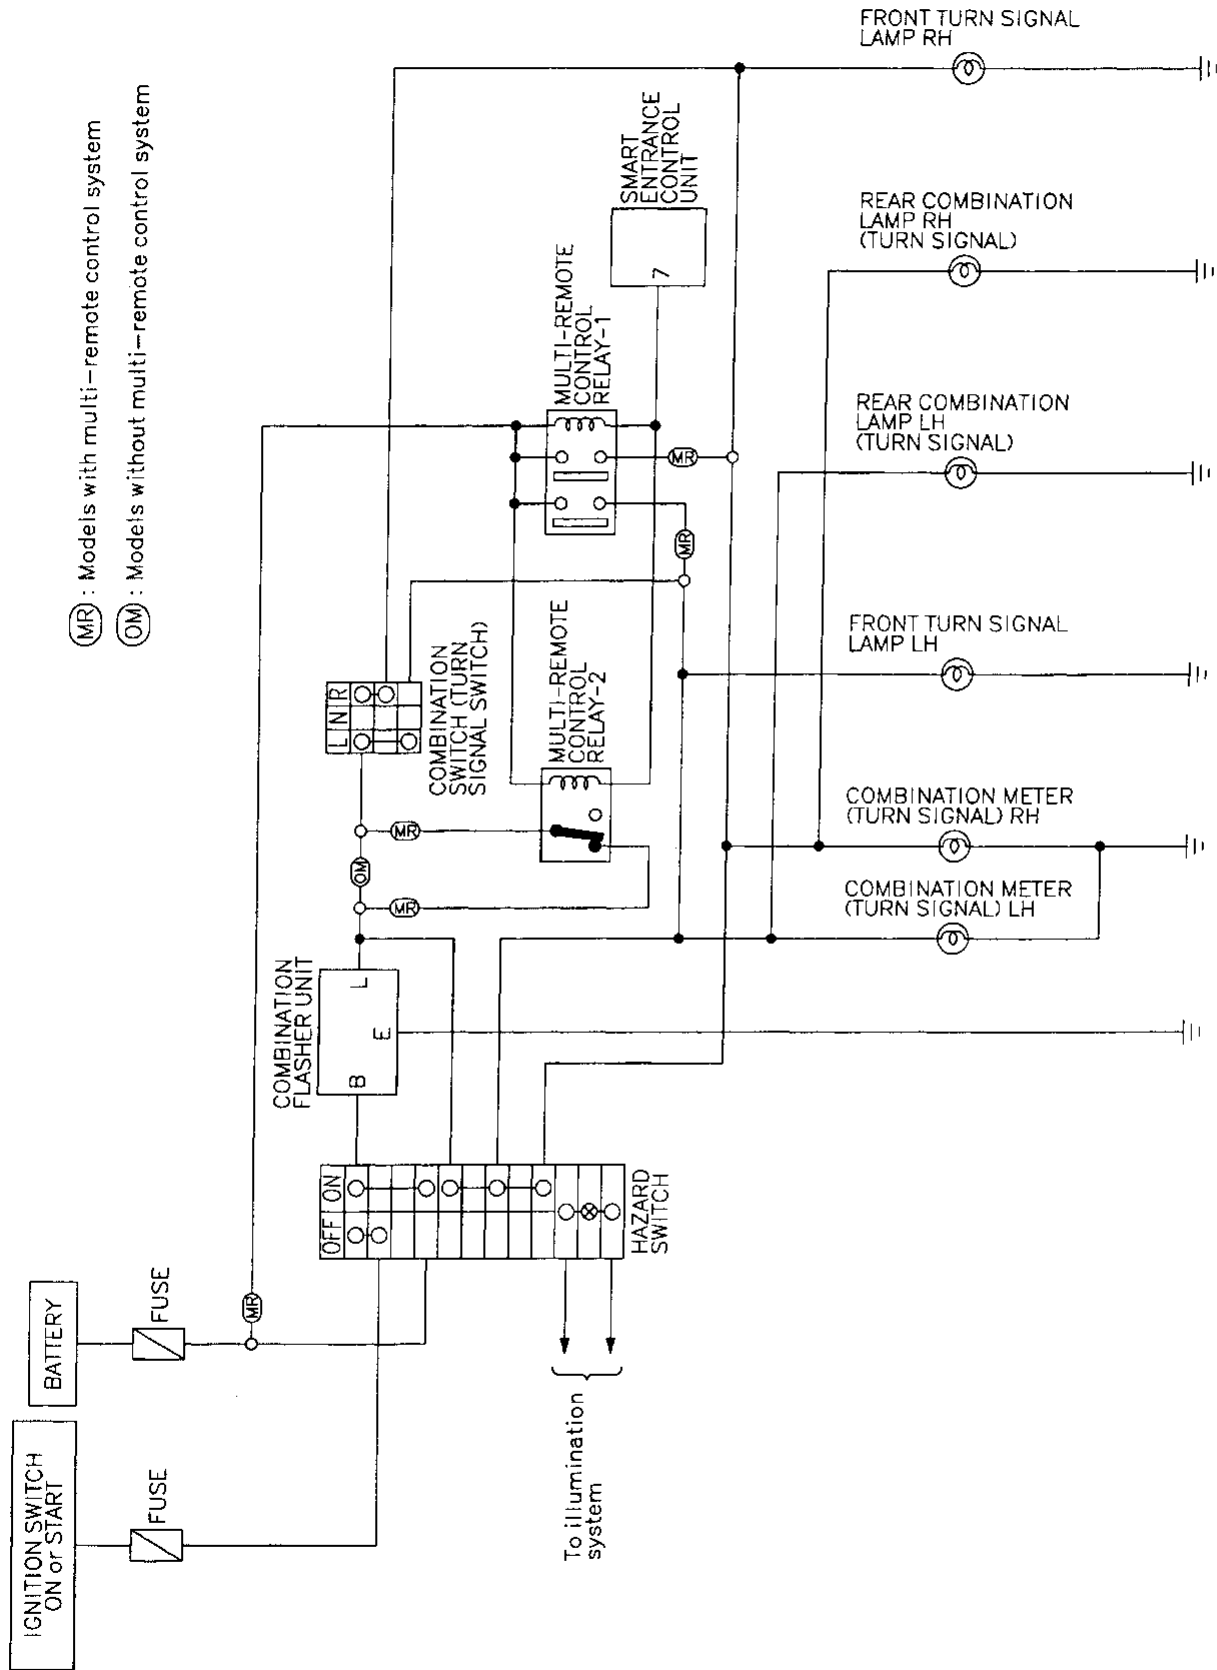 (MR) : Models with multi-remote control system
(OM) : Models without multi-remote control system
IGNITION SWITCH
ON or START
BATTERY
FUSE
FUSE
MR
OFF
ON
HAZARD
SWITCH
To illumination
system
COMBINATION
FLASHER UNIT
B
L
E
MR
OM
MR
L
N
R
COMBINATION
SWITCH (TURN
SIGNAL SWITCH)
MULTI-REMOTE
CONTROL
RELAY-2
MULTI-REMOTE
CONTROL
RELAY-1
MR
MR
SMART
ENTRANCE
CONTROL
UNIT
7
FRONT TURN SIGNAL
LAMP RH
REAR COMBINATION
LAMP RH
(TURN SIGNAL)
REAR COMBINATION
LAMP LH
(TURN SIGNAL)
FRONT TURN SIGNAL
LAMP LH
COMBINATION METER
(TURN SIGNAL) RH
COMBINATION METER
(TURN SIGNAL) LH